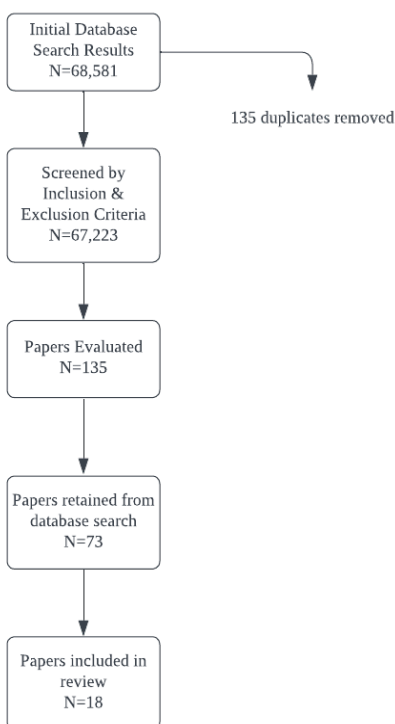 Initial Database
Search Results
N=68,581
135 duplicates removed
Screened by
Inclusion &
Exclusion Criteria
N=67,223
Papers Evaluated
N=135
Papers retained from
database search
N=73
Papers included in
review
N=18